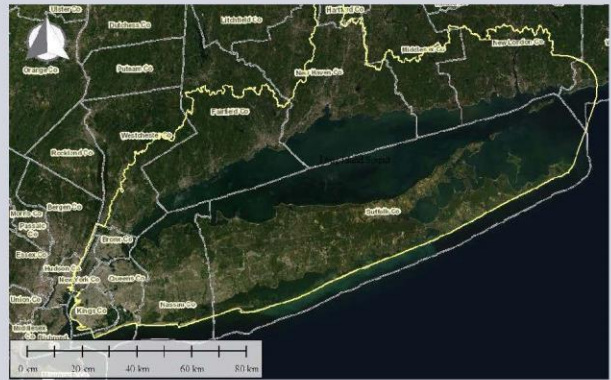 Ulster Co
Dutchess Co
Litchfield Co
Hartford Co
Middlesex Co
New London Co
Orange Co
Putnam Co
New Haven Co
Fairfield Co
Westchester Co
Rockland Co
Long Island Sound
Suffolk Co
Bergen Co
Morris Co
Passaic
Co
Bronx Co
Essex Co
Hudson Co
New York Co
Queens Co
Union Co
Kings Co
Nassau Co
Middlesex
Co
0 km
20 km
40 km
60 km
80 km